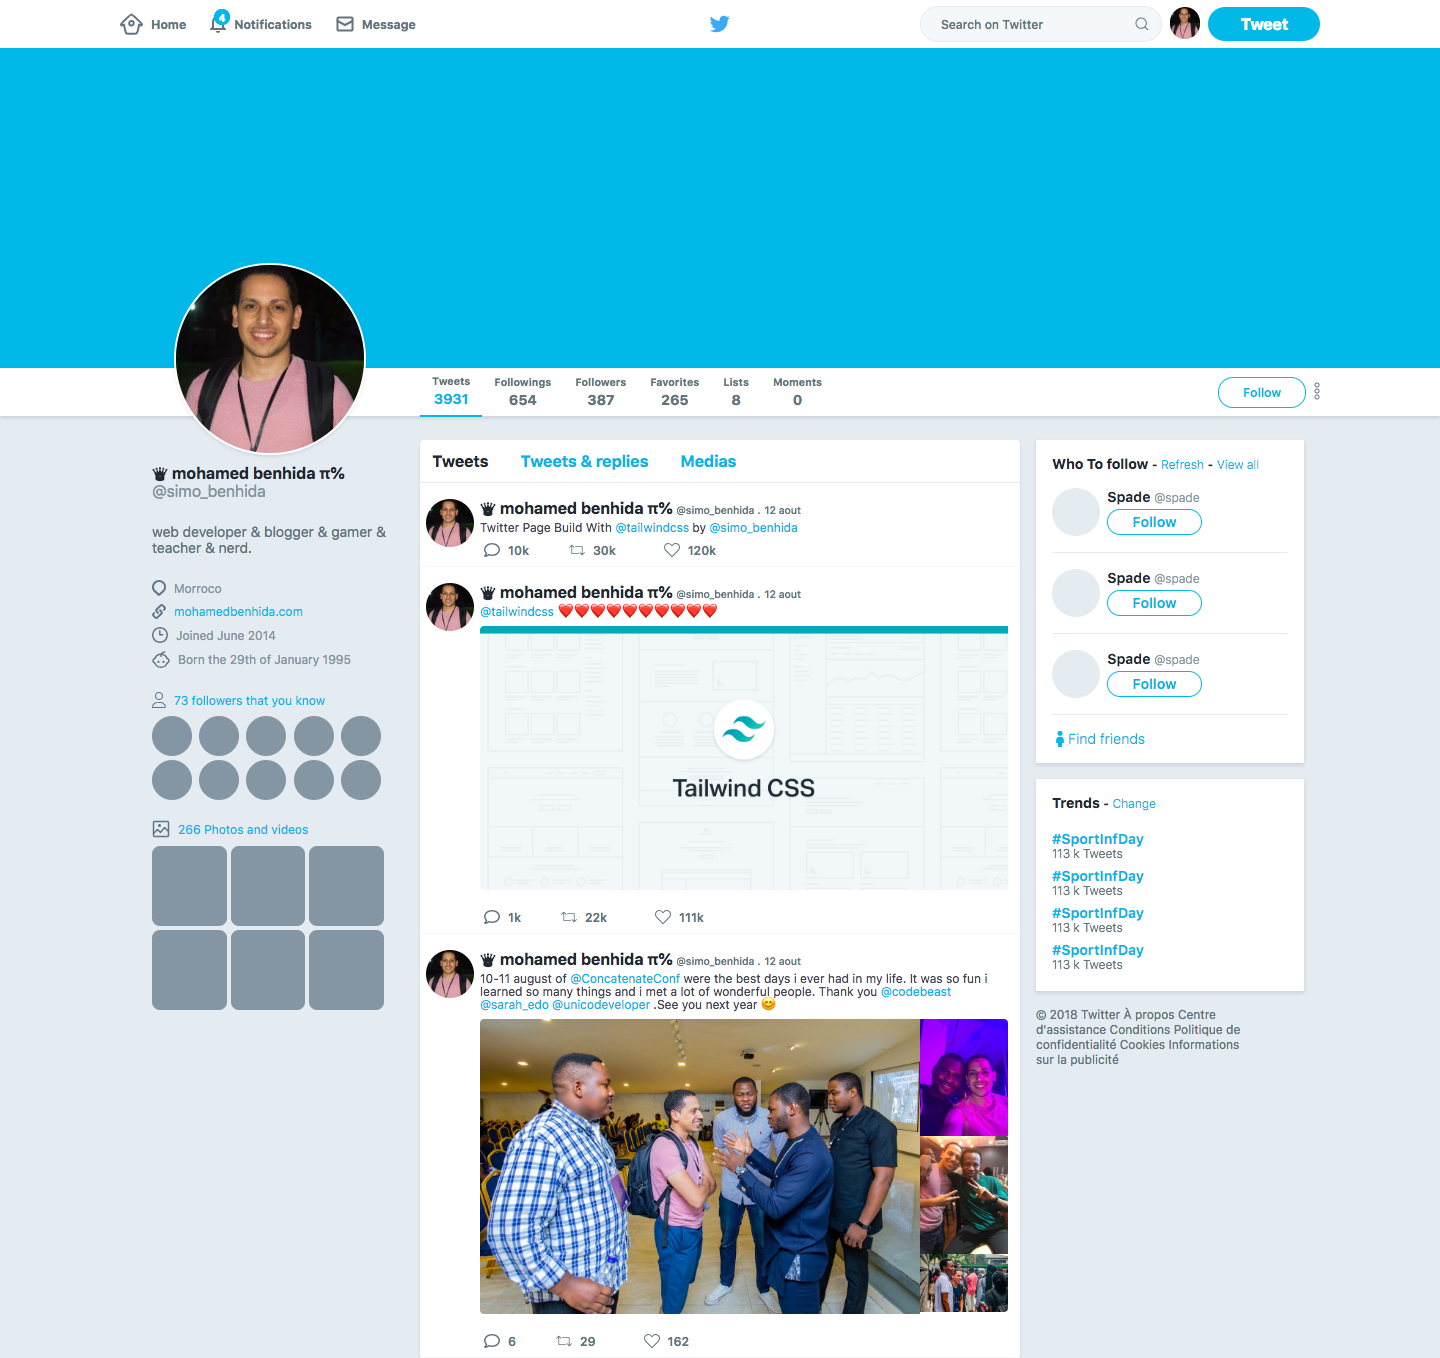 Home
4
Notifications
Message
Search on Twitter
Tweet
Tweets
3931
Followings
654
Followers
387
Favorites
265
Lists
8
Moments
0
Follow
mohamed benhida π%
@simo_benhida
web developer & blogger & gamer &
teacher & nerd.
Morroco
mohamedbenhida.com
Joined June 2014
Born the 29th of January 1995
73 followers that you know
266 Photos and videos
Tweets
Tweets & replies
Medias
mohamed benhida π% @simo_benhida . 12 aout
Twitter Page Build With @tailwindcss by @simo_benhida
10k
30k
120k
mohamed benhida π% @simo_benhida . 12 aout
@tailwindcss ❤️❤️❤️❤️❤️❤️❤️❤️❤️❤️
Tailwind CSS
1k
22k
111k
mohamed benhida π% @simo_benhida . 12 aout
10-11 august of @ConcatenateConf were the best days i ever had in my life. It was so fun i
learned so many things and i met a lot of wonderful people. Thank you @codebeast
@sarah_edo @unicodeveloper .See you next year 😊
6
29
162
Who To follow - Refresh - View all
Spade @spade
Follow
Spade @spade
Follow
Spade @spade
Follow
Find friends
Trends - Change
#SportInfDay
113 k Tweets
#SportInfDay
113 k Tweets
#SportInfDay
113 k Tweets
#SportInfDay
113 k Tweets
© 2018 Twitter À propos Centre
d'assistance Conditions Politique de
confidentialité Cookies Informations
sur la publicité